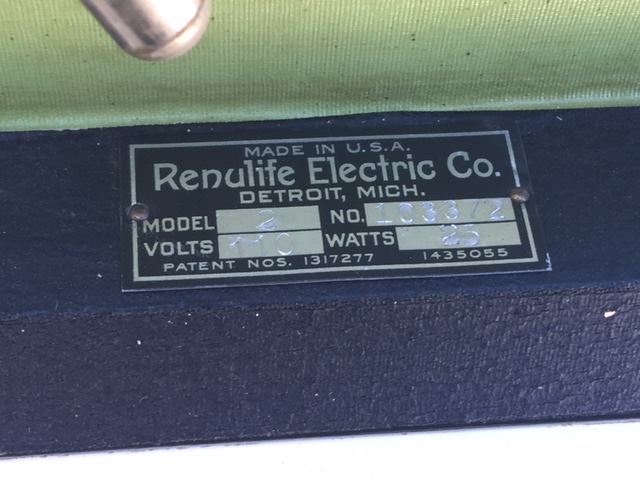 MADE IN U.S.A.
Renulife Electric Co.
DETROIT, MICH.
MODEL 2 NO. 103372
VOLTS 110 WATTS 25
PATENT NOS. 1317277 1435055